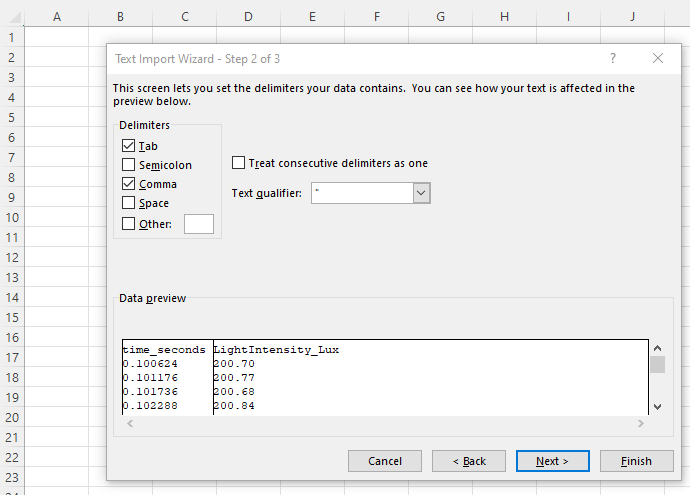 A B C D E F G H I J
1
2
3
4
5
6
7
8
9
10
11
12
13
14
15
16
17
18
19
20
21
22
23
Text Import Wizard - Step 2 of 3 ? ×
This screen lets you set the delimiters your data contains.  You can see how your text is affected in the
preview below.
Delimiters
Tab
Semicolon
Comma
Space
Other:
Treat consecutive delimiters as one
Text qualifier: "
Data preview
time_seconds LightIntensity_Lux
0.100624 200.70
0.101176 200.77
0.101736 200.68
0.102288 200.84
Cancel < Back Next > Finish